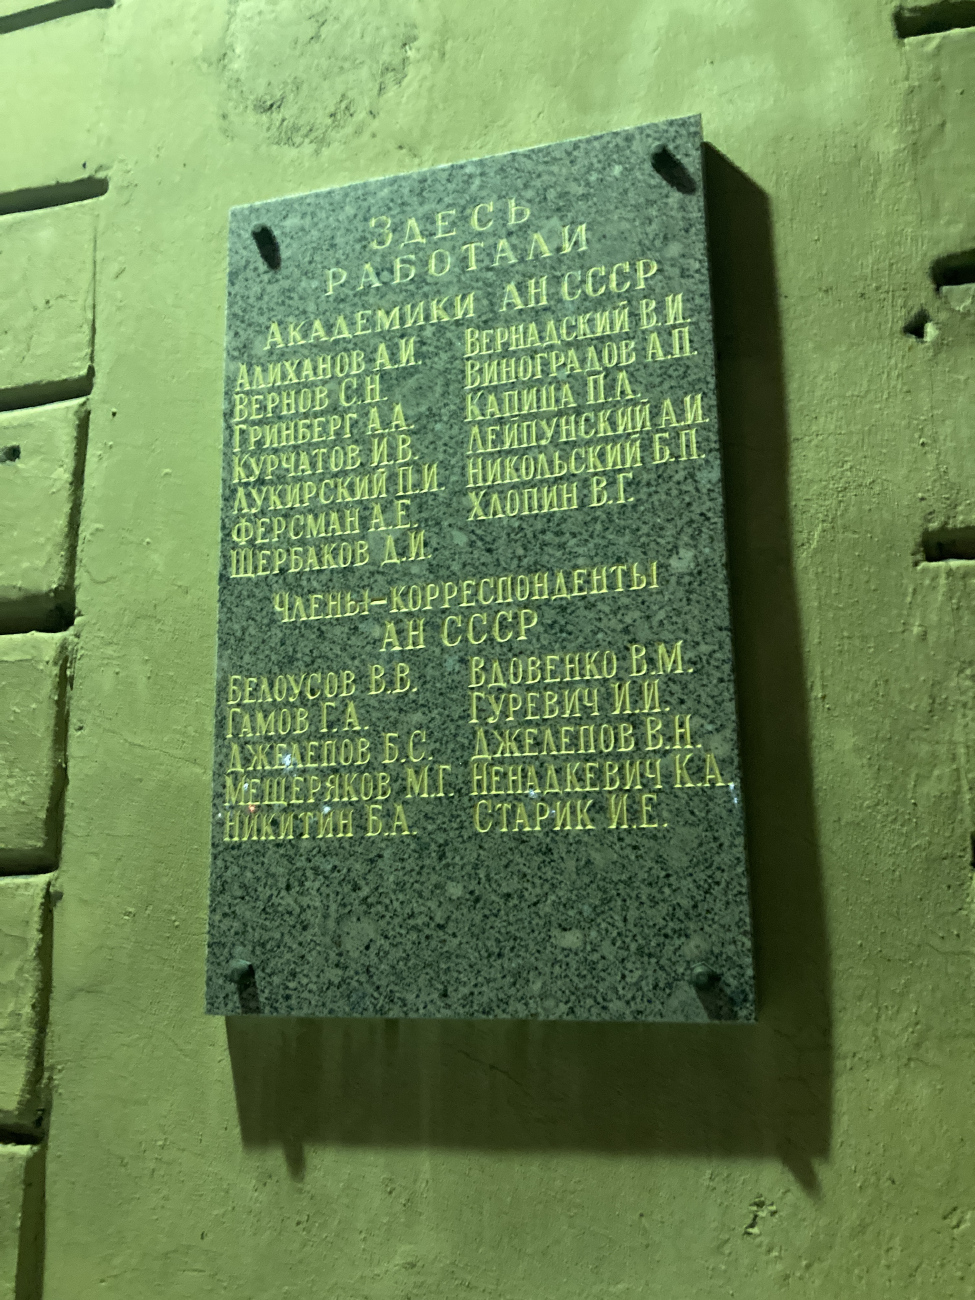 ЗДЕСЬ
РАБОТАЛИ
АКАДЕМИКИ АН СССР
АЛИХАНОВ А.И. ВЕРНАДСКИЙ В.И.
ВЕРНОВ С.Н. ВИНОГРАДОВ А.П.
ГРИНБЕРГ А.А. КАПИЦА П.Л.
КУРЧАТОВ И.В. ЛЕЙПУНСКИЙ А.И.
ЛУКИРСКИЙ П.И. НИКОЛЬСКИЙ Б.П.
ФЕРСМАН А.Е. ХЛОПИН В.Г.
ЩЕРБАКОВ Д.И.
ЧЛЕНЫ-КОРРЕСПОНДЕНТЫ
АН СССР
БЕЛОУСОВ В.В. ВДОВЕНКО В.М.
ГАМОВ Г.А. ГУРЕВИЧ И.И.
ДЖЕЛЕПОВ Б.С. ДЖЕЛЕПОВ В.П.
МЕЩЕРЯКОВ М.Г. НЕНАДКЕВИЧ К.А.
НИКИТИН Б.А. СТАРИК И.Е.